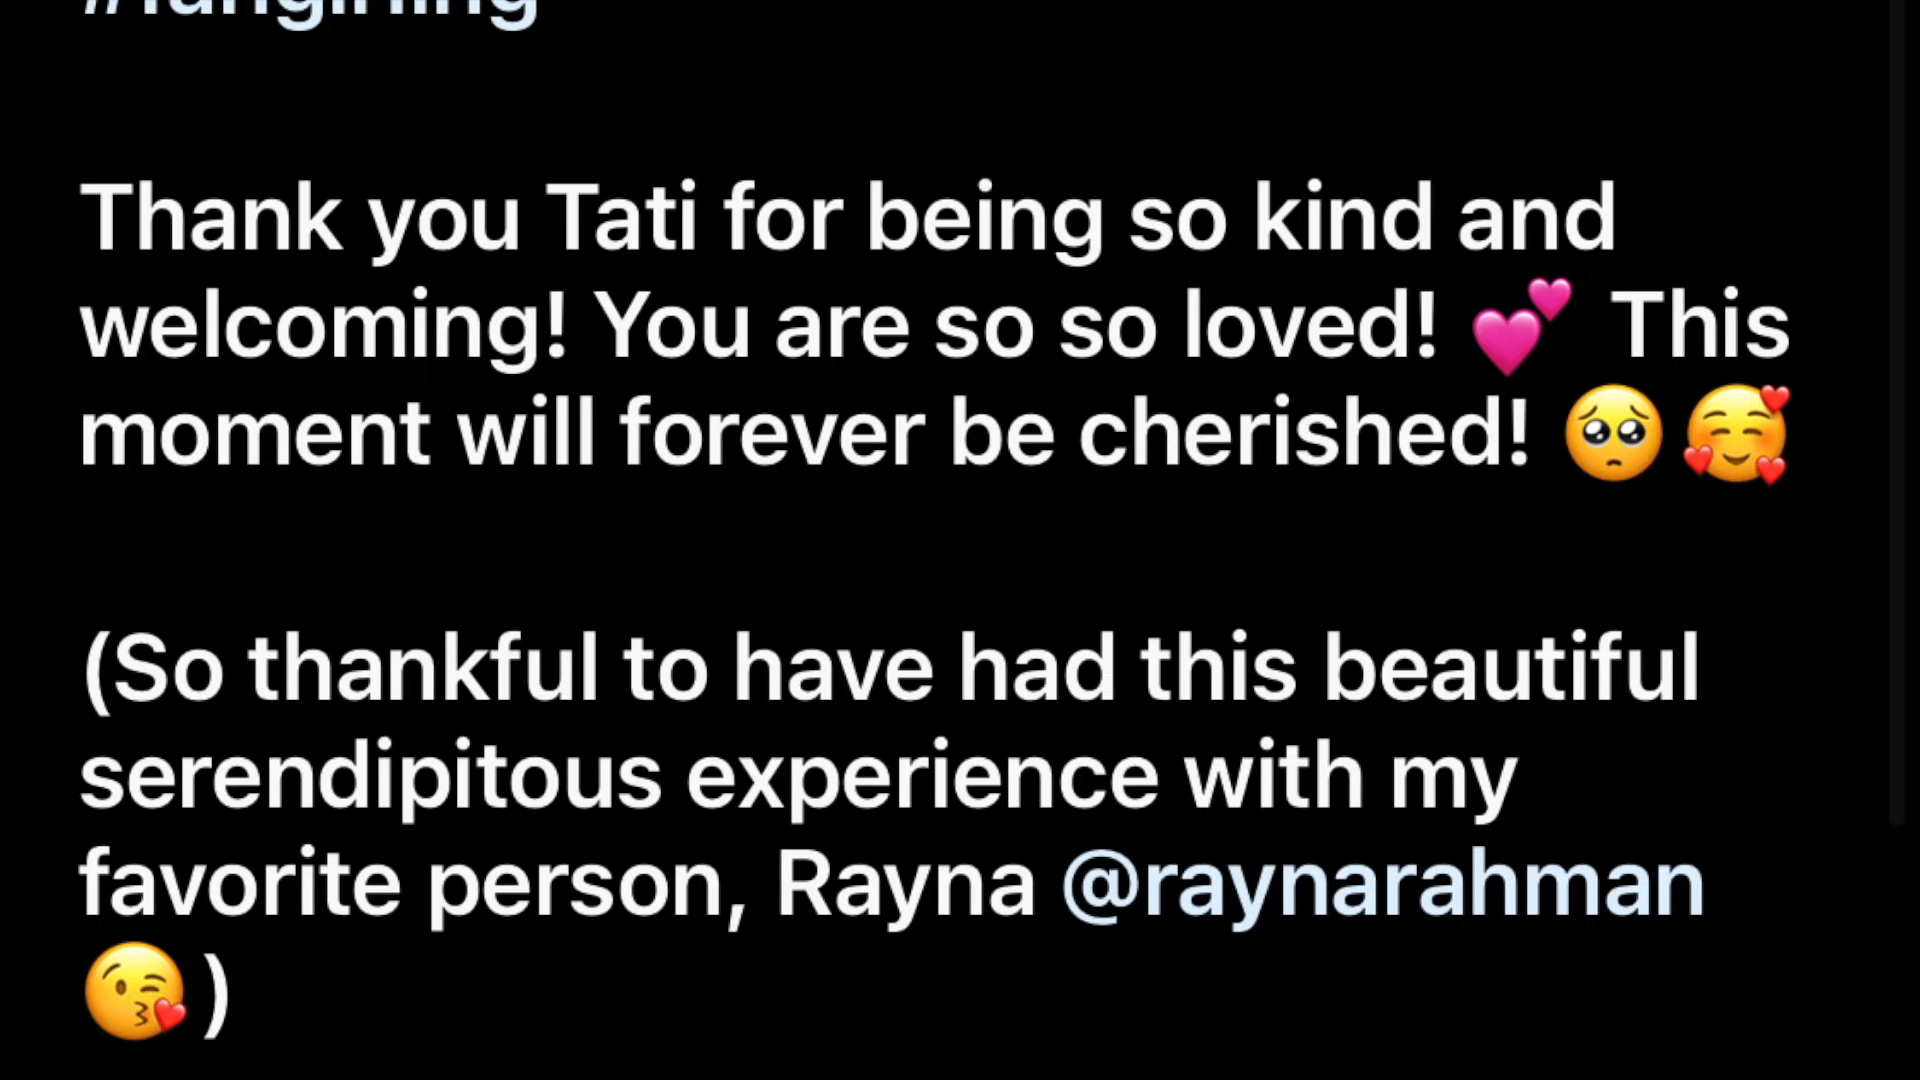 #fangirling
Thank you Tati for being so kind and
welcoming! You are so so loved! 💕 This
moment will forever be cherished! 🥺🥰
(So thankful to have had this beautiful
serendipitous experience with my
favorite person, Rayna @raynarahman
😘)